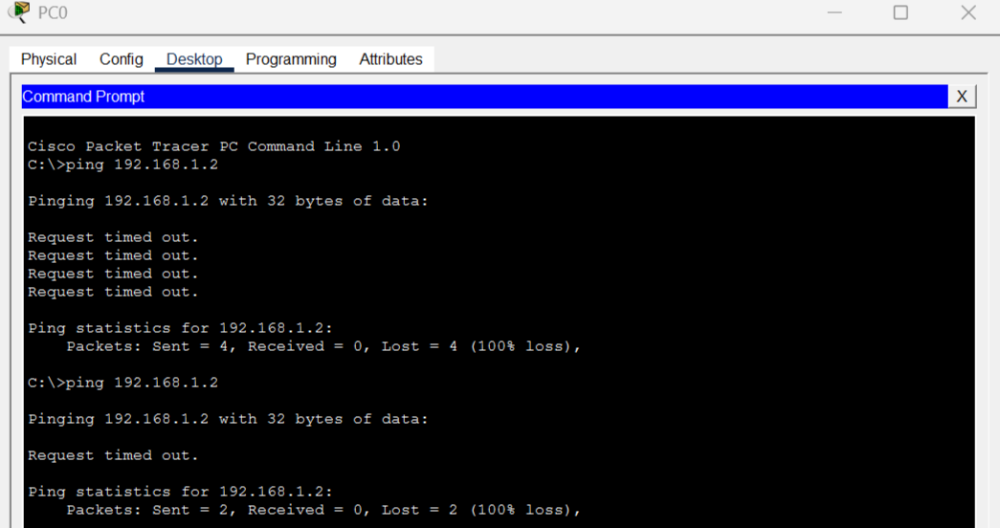 PC0
Physical Config Desktop Programming Attributes
Command Prompt
X
Cisco Packet Tracer PC Command Line 1.0
C:\>ping 192.168.1.2
Pinging 192.168.1.2 with 32 bytes of data:
Request timed out.
Request timed out.
Request timed out.
Request timed out.
Ping statistics for 192.168.1.2:
Packets: Sent = 4, Received = 0, Lost = 4 (100% loss),
C:\>ping 192.168.1.2
Pinging 192.168.1.2 with 32 bytes of data:
Request timed out.
Ping statistics for 192.168.1.2:
Packets: Sent = 2, Received = 0, Lost = 2 (100% loss),